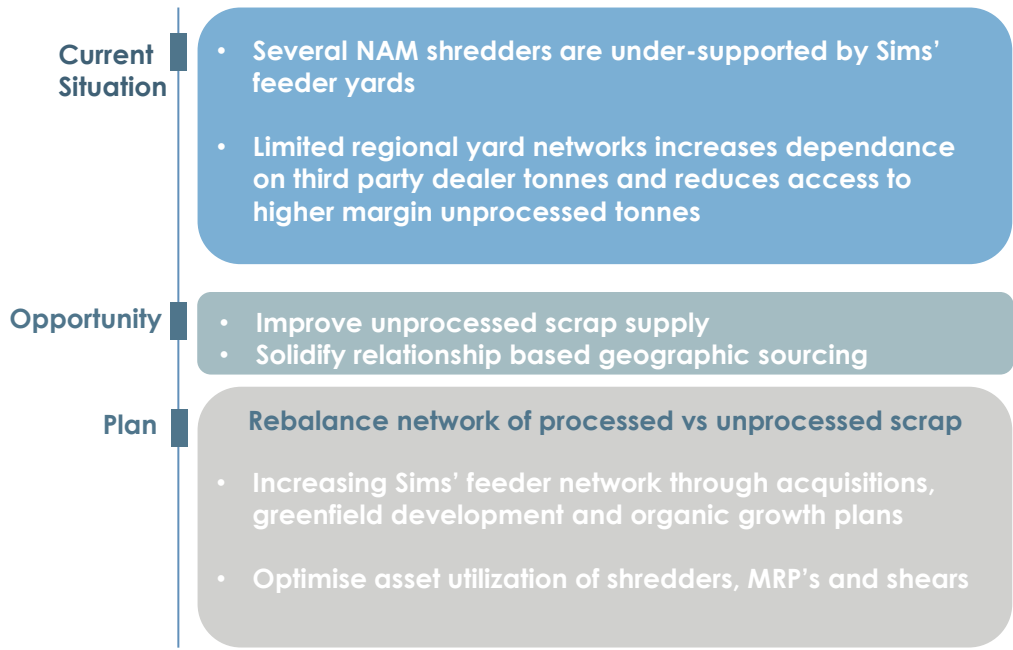 Current
Situation
• Several NAM shredders are under-supported by Sims’
feeder yards
• Limited regional yard networks increases dependance
on third party dealer tonnes and reduces access to
higher margin unprocessed tonnes
Opportunity
• Improve unprocessed scrap supply
• Solidify relationship based geographic sourcing
Plan
Rebalance network of processed vs unprocessed scrap
• Increasing Sims’ feeder network through acquisitions,
greenfield development and organic growth plans
• Optimise asset utilization of shredders, MRP’s and shears